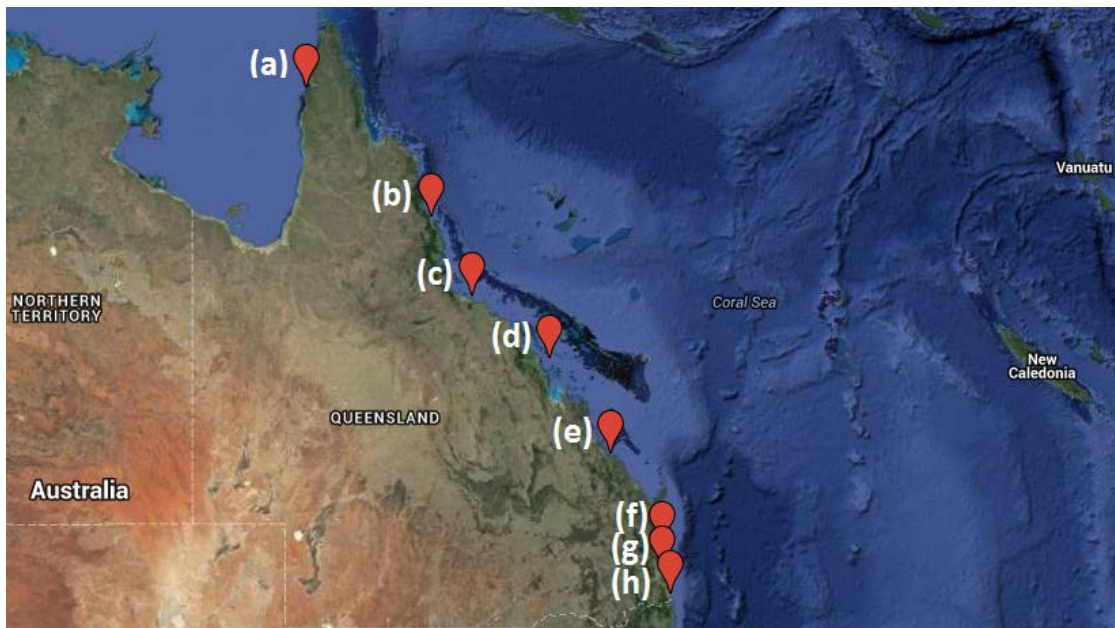 (a)
Vanuatu
(b)
(c)
NORTHERN
TERRITORY
Coral Sea
(d)
New
Caledonia
QUEENSLAND
(e)
Australia
(f)
(g)
(h)